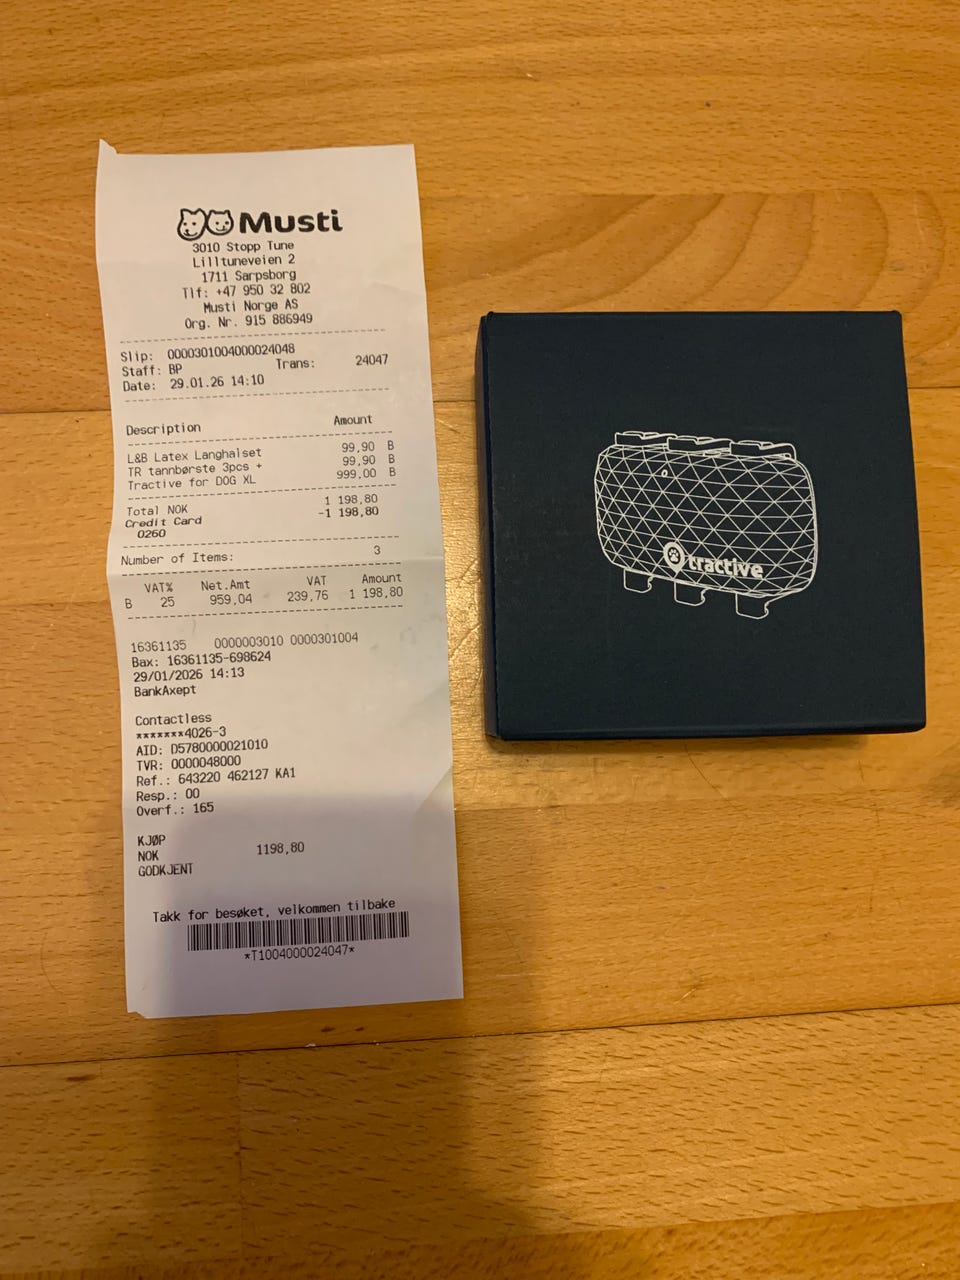 Musti
3010 Stopp Tune
Lilltuneveien 2
1711 Sarpsborg
Tlf: +47 950 32 802
Musti Norge AS
Org. Nr. 915 886949
Slip: 0000301004000024048
Staff: BP Trans: 24047
Date: 29.01.26 14:10
Description Amount
L&B Latex Langhalset 99,90 B
TR tannbørste 3pcs + 99,90 B
Tractive for DOG XL 999,00 B
Total NOK 1 198,80
Credit Card -1 198,80
0260
Number of Items: 3
VAT% Net.Amt VAT Amount
B 25 959,04 239,76 1 198,80
16361135 0000003010 0000301004
Bax: 16361135-698624
29/01/2026 14:13
BankAxept
Contactless
*******4026-3
AID: D5780000021010
TVR: 0000048000
Ref.: 643220 462127 KA1
Resp.: 00
Overf.: 165
KJØP
NOK 1198,80
GODKJENT
Takk for besøket, velkommen tilbake
*T1004000024047*
tractive